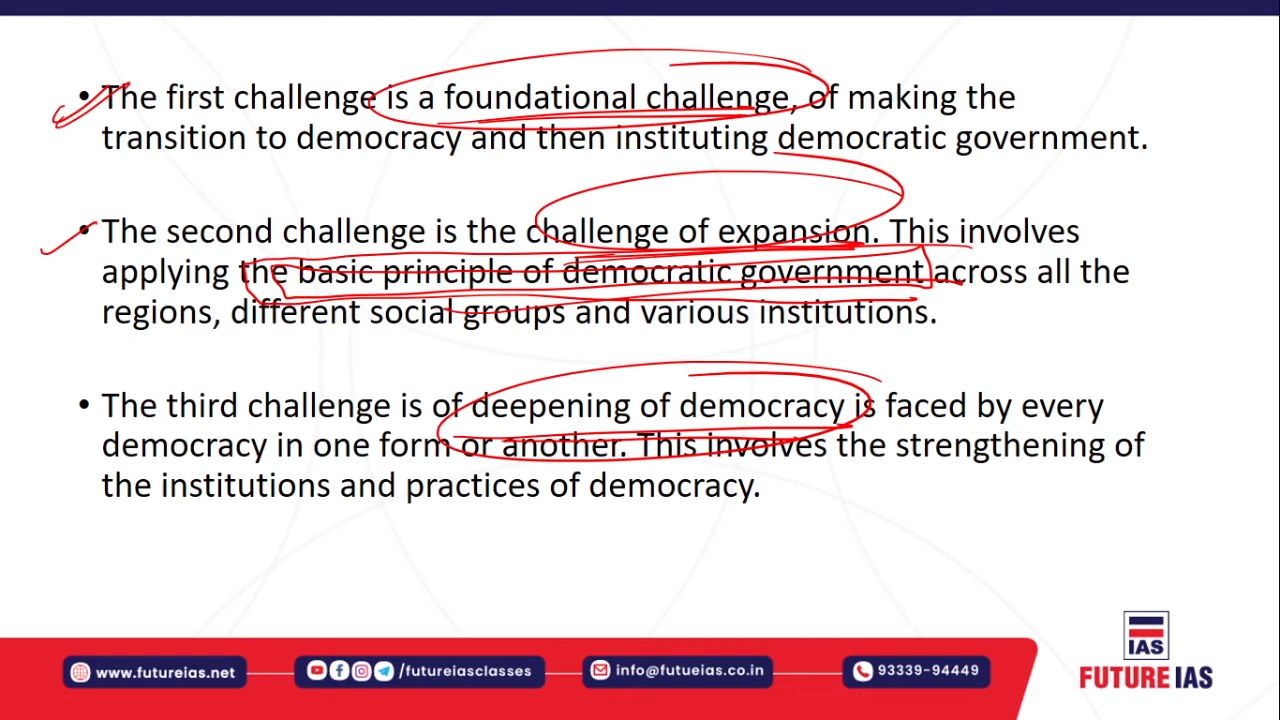 • The first challenge is a foundational challenge, of making the
transition to democracy and then instituting democratic government.
• The second challenge is the challenge of expansion. This involves
applying the basic principle of democratic government across all the
regions, different social groups and various institutions.
• The third challenge is of deepening of democracy is faced by every
democracy in one form or another. This involves the strengthening of
the institutions and practices of democracy.
IAS
www.futureias.net
/futureiasclasses
info@futueias.co.in
93339-94449
FUTURE IAS